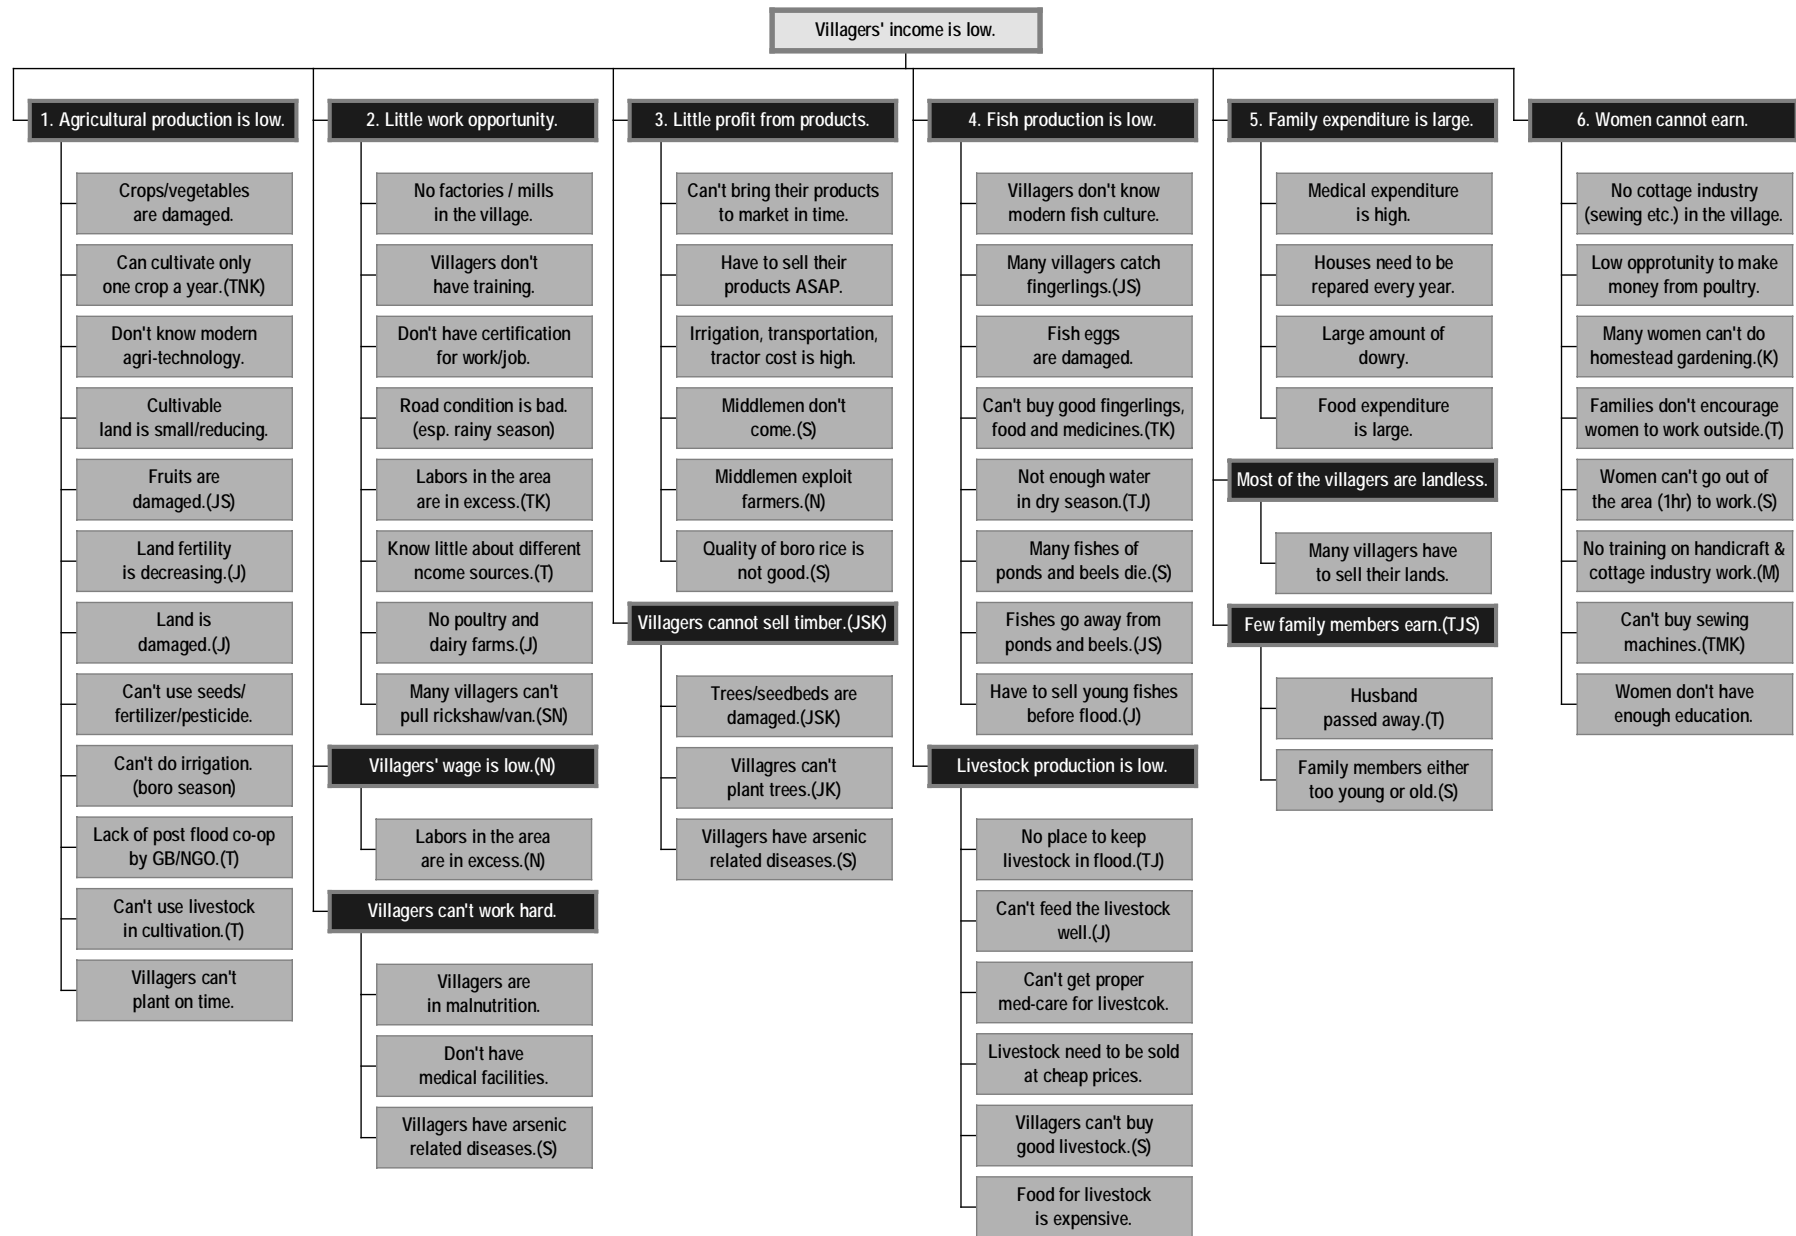 Villagers' income is low.
1. Agricultural production is low.
Crops/vegetables
are damaged.
Can cultivate only
one crop a year.(TNK)
Don't know modern
agri-technology.
Cultivable
land is small/reducing.
Fruits are
damaged.(JS)
Land fertility
is decreasing.(J)
Land is
damaged.(J)
Can't use seeds/
fertilizer/pesticide.
Can't do irrigation.
(boro season)
Lack of post flood co-op
by GB/NGO.(T)
Can't use livestock
in cultivation.(T)
Villagers can't
plant on time.
2. Little work opportunity.
No factories / mills
in the village.
Villagers don't
have training.
Don't have certification
for work/job.
Road condition is bad.
(esp. rainy season)
Labors in the area
are in excess.(TK)
Know little about different
ncome sources.(T)
No poultry and
dairy farms.(J)
Many villagers can't
pull rickshaw/van.(SN)
Villagers' wage is low.(N)
Labors in the area
are in excess.(N)
Villagers can't work hard.
Villagers are
in malnutrition.
Don't have
medical facilities.
Villagers have arsenic
related diseases.(S)
3. Little profit from products.
Can't bring their products
to market in time.
Have to sell their
products ASAP.
Irrigation, transportation,
tractor cost is high.
Middlemen don't
come.(S)
Middlemen exploit
farmers.(N)
Quality of boro rice is
not good.(S)
Villagers cannot sell timber.(JSK)
Trees/seedbeds are
damaged.(JSK)
Villagres can't
plant trees.(JK)
Villagers have arsenic
related diseases.(S)
4. Fish production is low.
Villagers don't know
modern fish culture.
Many villagers catch
fingerlings.(JS)
Fish eggs
are damaged.
Can't buy good fingerlings,
food and medicines.(TK)
Not enough water
in dry season.(TJ)
Many fishes of
ponds and beels die.(S)
Fishes go away from
ponds and beels.(JS)
Have to sell young fishes
before flood.(J)
Livestock production is low.
No place to keep
livestock in flood.(TJ)
Can't feed the livestock
well.(J)
Can't get proper
med-care for livestcok.
Livestock need to be sold
at cheap prices.
Villagers can't buy
good livestock.(S)
Food for livestock
is expensive.
5. Family expenditure is large.
Medical expenditure
is high.
Houses need to be
repared every year.
Large amount of
dowry.
Food expenditure
is large.
Most of the villagers are landless.
Many villagers have
to sell their lands.
Few family members earn.(TJS)
Husband
passed away.(T)
Family members either
too young or old.(S)
6. Women cannot earn.
No cottage industry
(sewing etc.) in the village.
Low opprotunity to make
money from poultry.
Many women can't do
homestead gardening.(K)
Families don't encourage
women to work outside.(T)
Women can't go out of
the area (1hr) to work.(S)
No training on handicraft &
cottage industry work.(M)
Can't buy sewing
machines.(TMK)
Women don't have
enough education.